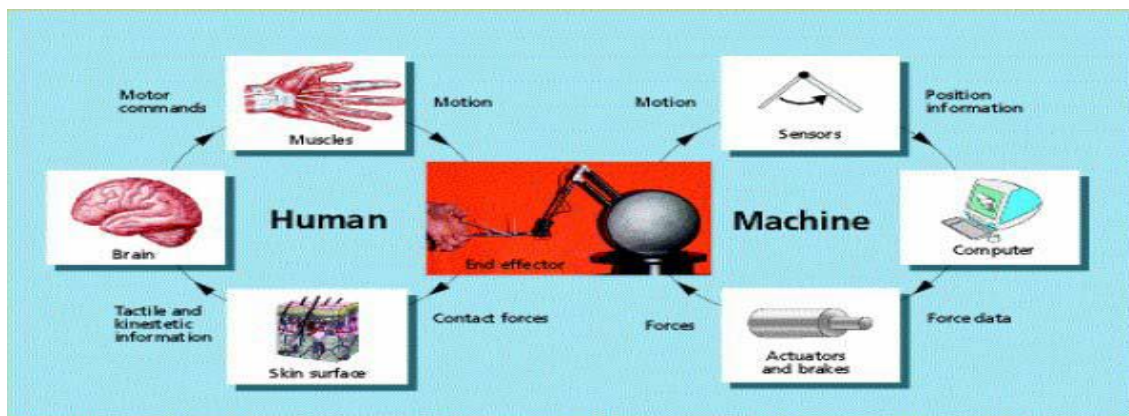 Motor
commands
Muscles
Motion
Motion
Sensors
Position
information
Brain
Human
End effector
Machine
Computer
Tactile and
kinestetic
information
Skin surface
Contact forces
Forces
Actuators
and brakes
Force data